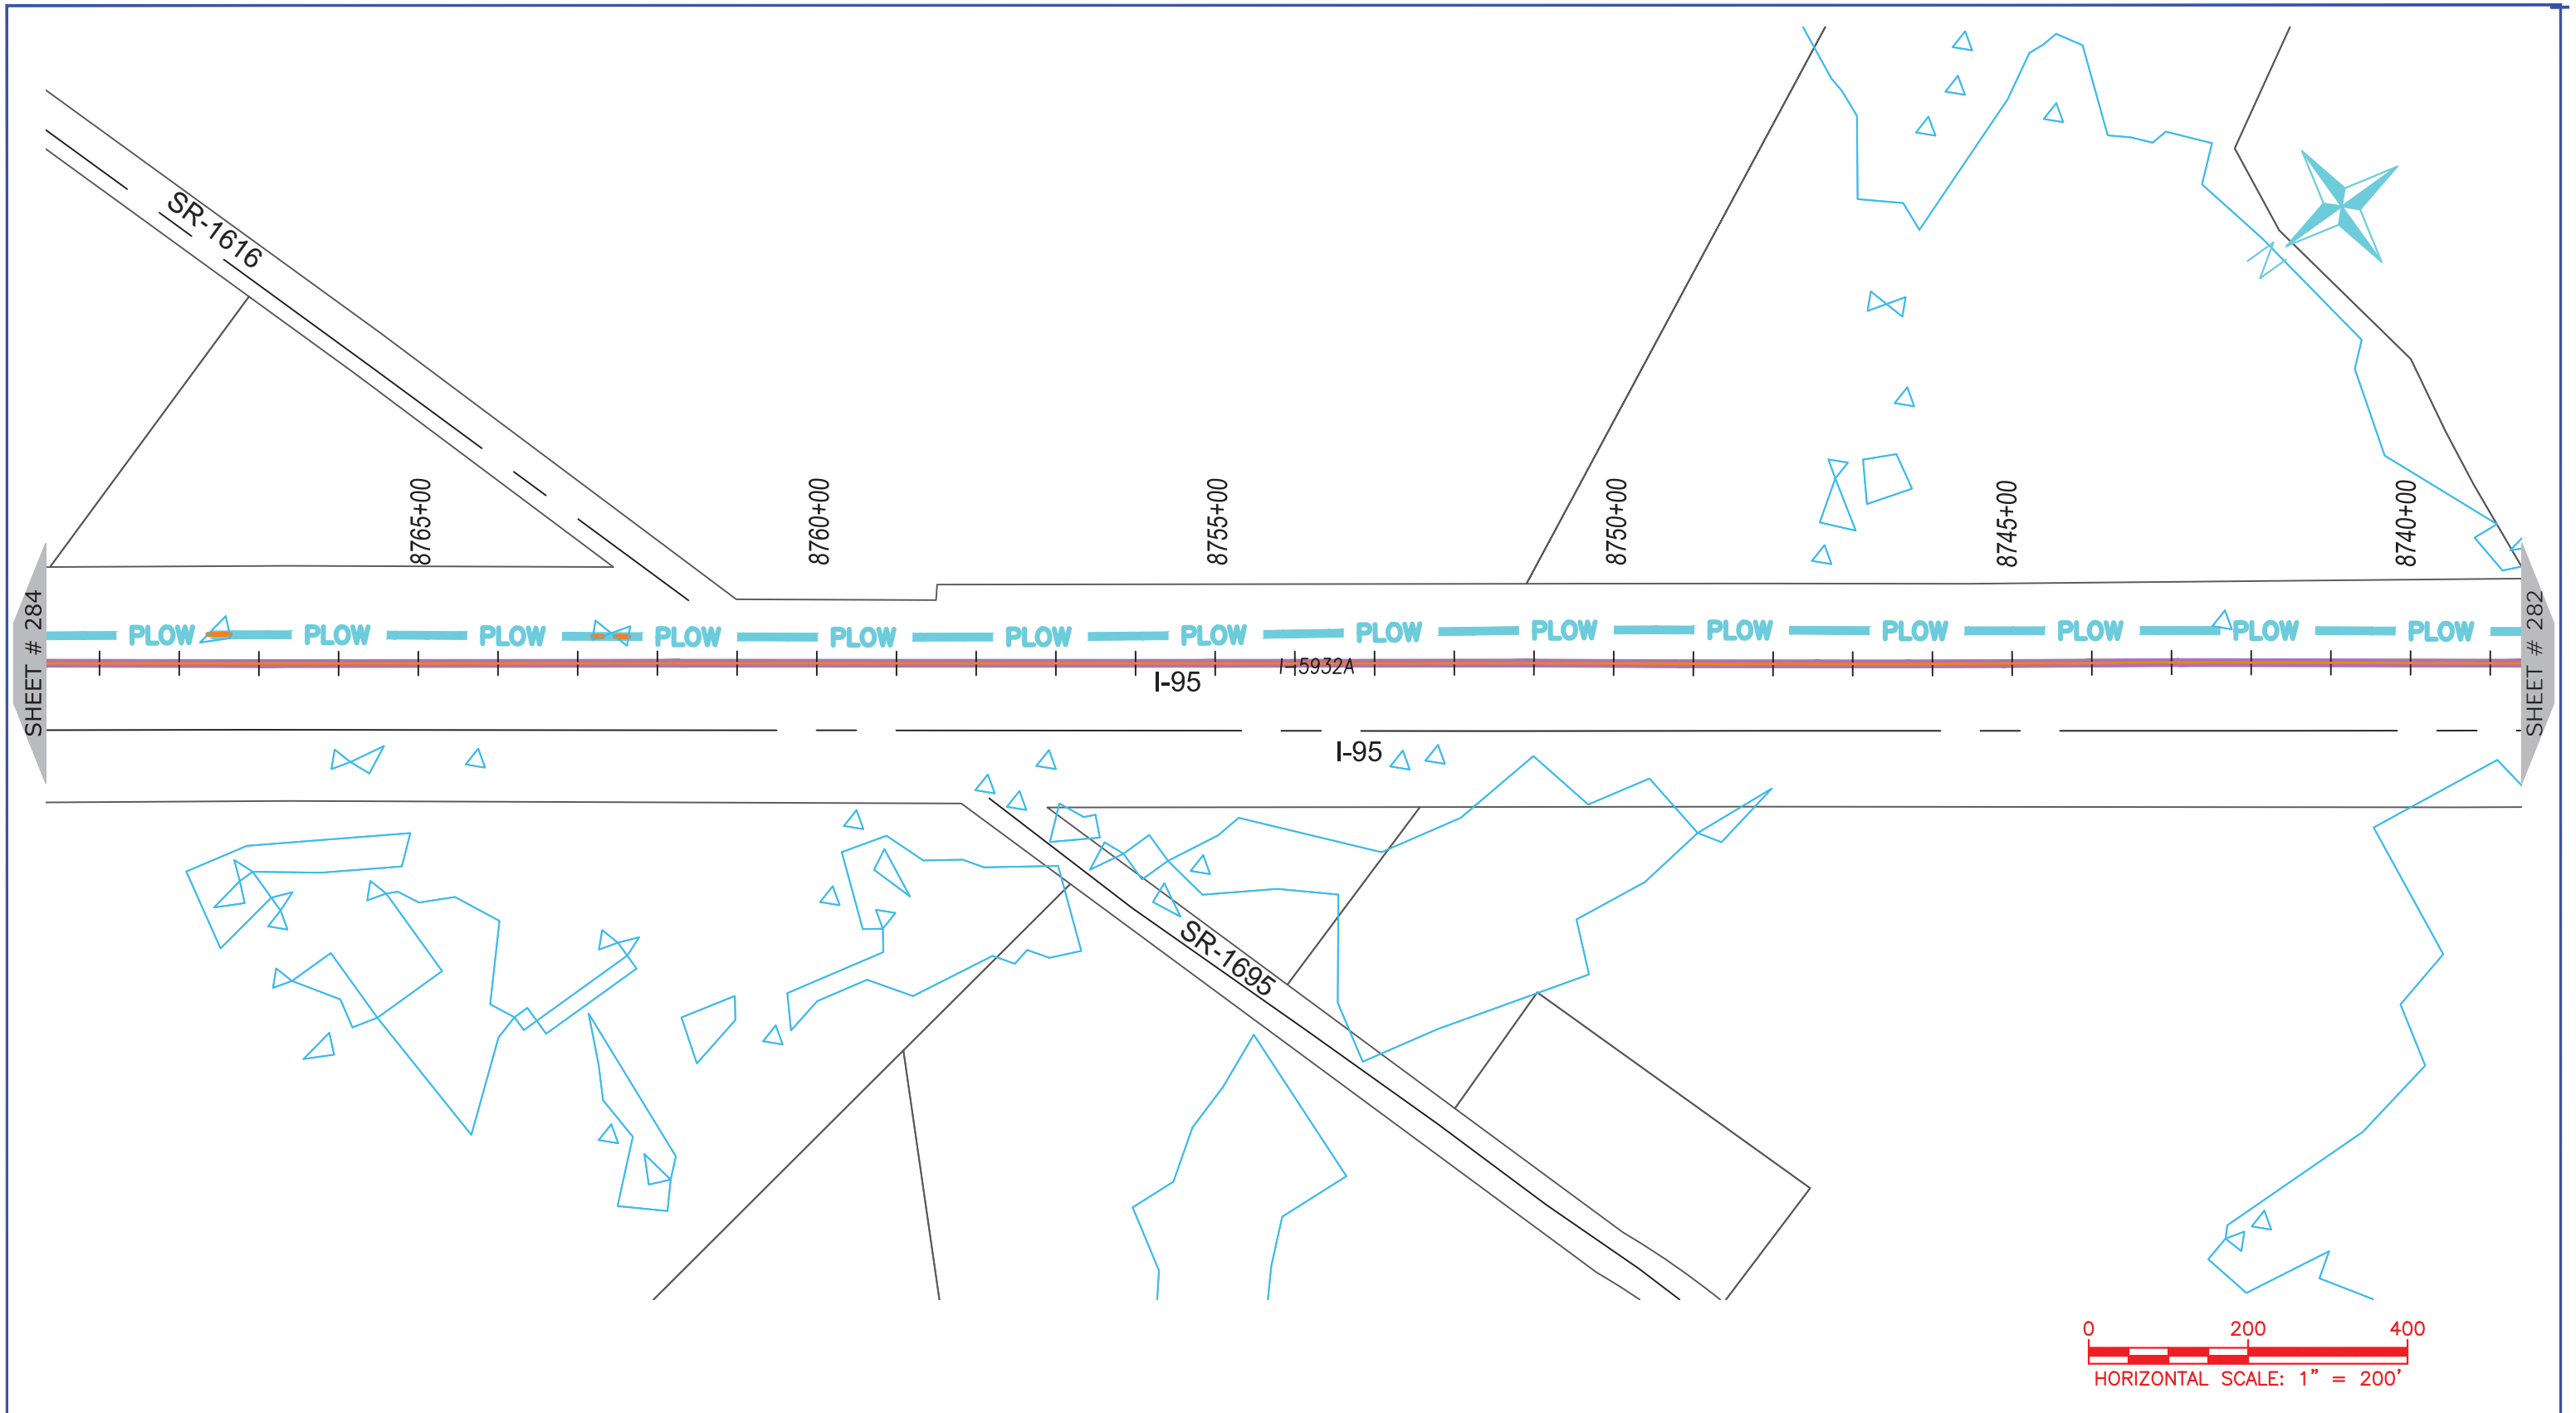 SR-1616
8765+00
8760+00
8755+00
8750+00
8745+00
8740+00
SHEET # 284
PLOW PLOW PLOW PLOW PLOW PLOW PLOW PLOW PLOW PLOW PLOW PLOW PLOW PLOW
SHEET # 282
I-5932A
I-95
I-95
SR-1695
N
0 200 400
HORIZONTAL SCALE: 1" = 200'